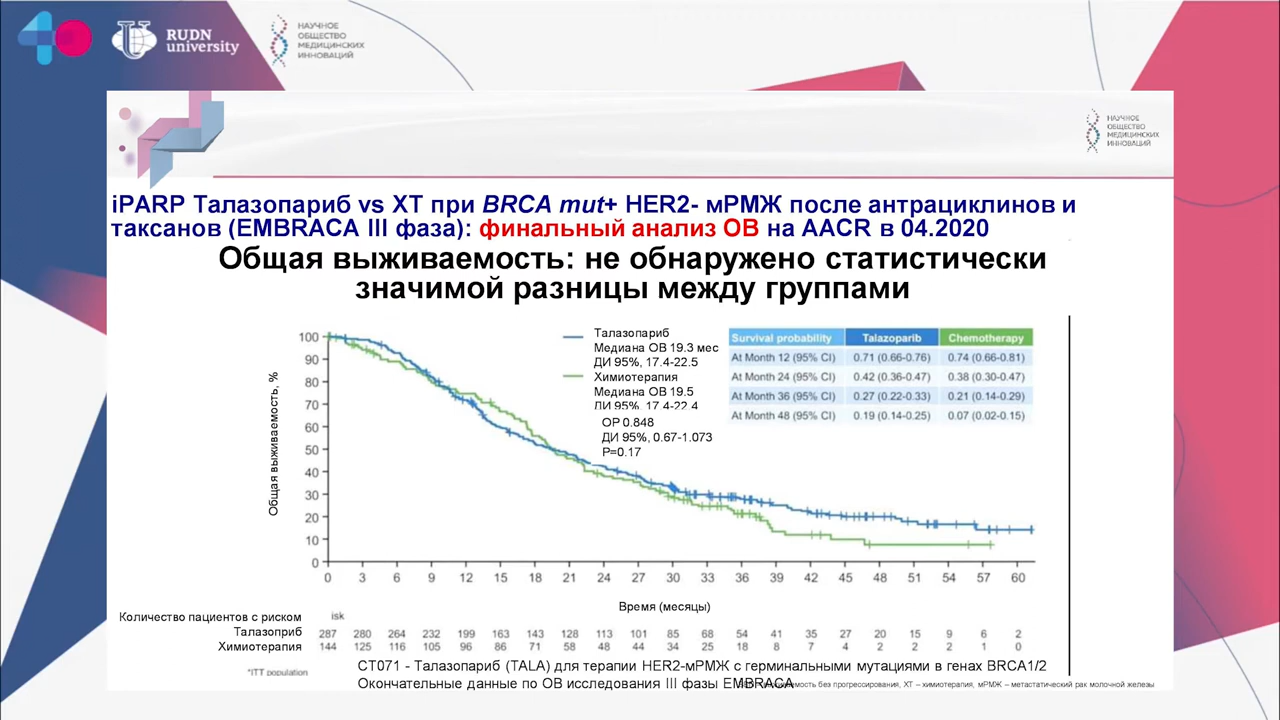 RUDN
university
НАУЧНОЕ
ОБЩЕСТВО
МЕДИЦИНСКИХ
ИННОВАЦИЙ
НАУЧНОЕ
ОБЩЕСТВО
МЕДИЦИНСКИХ
ИННОВАЦИЙ
iPARP Талазопариб vs ХТ при BRCA mut+ HER2- мРМЖ после антрациклинов и
таксанов (EMBRACA III фаза): финальный анализ ОВ на AACR в 04.2020
Общая выживаемость: не обнаружено статистически
значимой разницы между группами
Талазопариб
Медиана ОВ 19.3 мес
ДИ 95%, 17.4-22.5
Химиотерапия
Медиана ОВ 19.5
ДИ 95%, 17.4-22.4
ОР 0.848
ДИ 95%, 0.67-1.073
P=0.17
Survival probability Talazoparib Chemotherapy
At Month 12 (95% CI) 0.71 (0.66-0.76) 0.74 (0.66-0.81)
At Month 24 (95% CI) 0.42 (0.36-0.47) 0.38 (0.30-0.47)
At Month 36 (95% CI) 0.27 (0.22-0.33) 0.21 (0.14-0.29)
At Month 48 (95% CI) 0.19 (0.14-0.25) 0.07 (0.02-0.15)
Общая выживаемость, %
100
90
80
70
60
50
40
30
20
10
0
0 3 6 9 12 15 18 21 24 27 30 33 36 39 42 45 48 51 54 57 60
Время (месяцы)
Количество пациентов с риском isk
Талазоприб 287 280 264 232 199 163 143 128 113 101 85 68 54 41 35 27 20 15 9 6 2
Химиотерапия 144 125 116 105 96 86 71 58 48 44 34 25 18 8 7 4 2 2 2 1 0
*ITT population
СТ071 - Талазопариб (TALA) для терапии HER2-мРМЖ с герминальными мутациями в генах BRCA1/2
Окончательные данные по ОВ исследования III фазы EMBRACA
без прогрессирования, ХТ – химиотерапия, мРМЖ – метастатический рак молочной железы